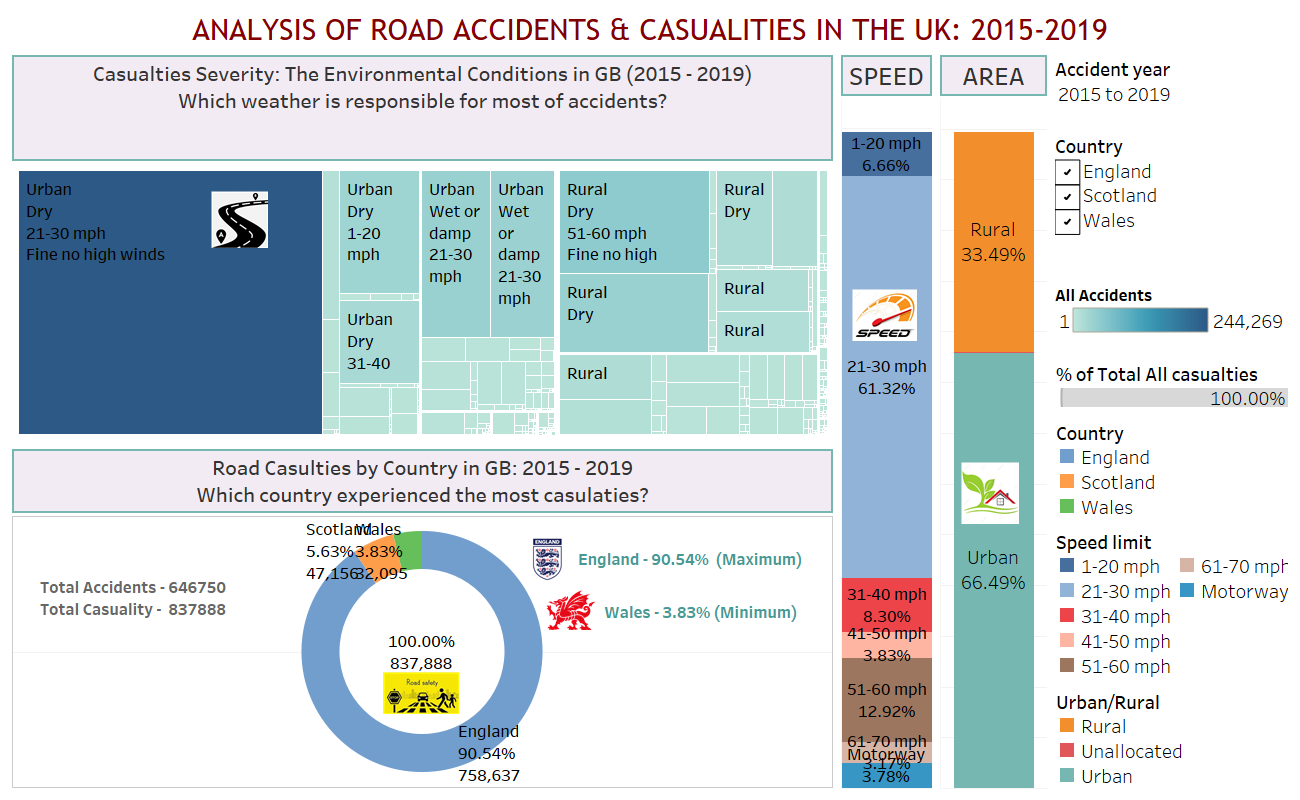 ANALYSIS OF ROAD ACCIDENTS & CASUALITIES IN THE UK: 2015-2019
Casualties Severity: The Environmental Conditions in GB (2015 - 2019)
Which weather is responsible for most of accidents?
Urban
Dry
21-30 mph
Fine no high winds
Urban
Dry
1-20
mph
Urban
Dry
31-40
Urban
Wet or
damp
21-30
mph
Urban
Wet
or
damp
21-30
mph
Rural
Dry
51-60 mph
Fine no high
Rural
Dry
Rural
Rural
Dry
Rural
Rural
Road Casulties by Country in GB: 2015 - 2019
Which country experienced the most casulaties?
Total Accidents - 646750
Total Casuality - 837888
Scotland
5.63%
47,156
Wales
3.83%
32,095
100.00%
837,888
Road safety
England
90.54%
758,637
ENGLAND
England - 90.54% (Maximum)
Wales - 3.83% (Minimum)
SPEED
1-20 mph
6.66%
SPEED
21-30 mph
61.32%
31-40 mph
8.30%
41-50 mph
3.83%
51-60 mph
12.92%
61-70 mph
3.17%
Motorway
3.78%
AREA
Rural
33.49%
Urban
66.49%
Accident year
2015 to 2019
Country
England
Scotland
Wales
All Accidents
1 244,269
% of Total All casualties
100.00%
Country
England
Scotland
Wales
Speed limit
1-20 mph
21-30 mph
31-40 mph
41-50 mph
51-60 mph
61-70 mph
Motorway
Urban/Rural
Rural
Unallocated
Urban